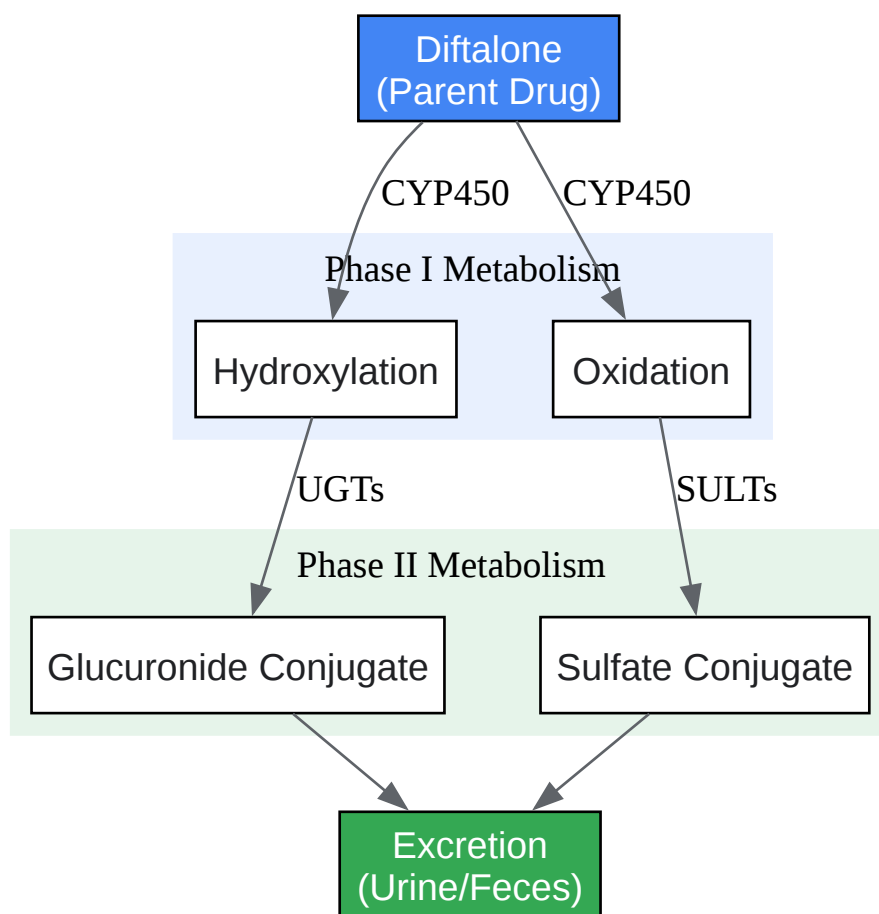 Diftalone
(Parent Drug)
CYP450
CYP450
Phase I Metabolism
Hydroxylation
Oxidation
UGTs
SULTs
Phase II Metabolism
Glucuronide Conjugate
Sulfate Conjugate
Excretion
(Urine/Feces)